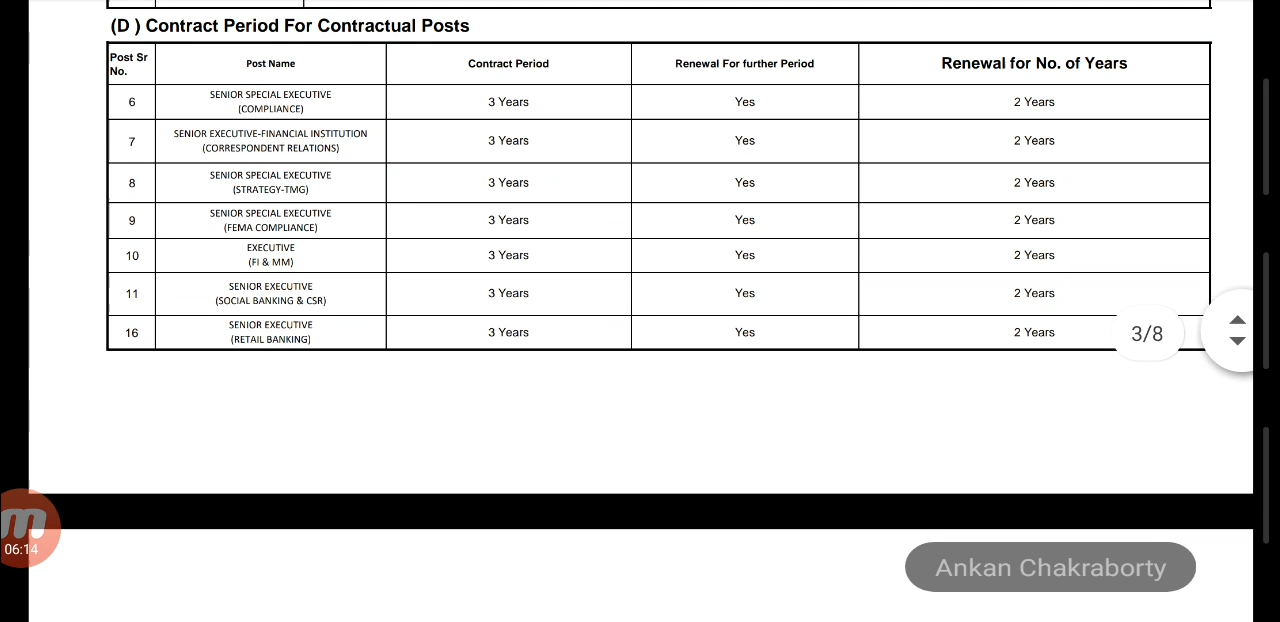 (D ) Contract Period For Contractual Posts
Post Sr No. Post Name Contract Period Renewal For further Period Renewal for No. of Years
6 SENIOR SPECIAL EXECUTIVE (COMPLIANCE) 3 Years Yes 2 Years
7 SENIOR EXECUTIVE-FINANCIAL INSTITUTION (CORRESPONDENT RELATIONS) 3 Years Yes 2 Years
8 SENIOR SPECIAL EXECUTIVE (STRATEGY-TMG) 3 Years Yes 2 Years
9 SENIOR SPECIAL EXECUTIVE (FEMA COMPLIANCE) 3 Years Yes 2 Years
10 EXECUTIVE (FI & MM) 3 Years Yes 2 Years
11 SENIOR EXECUTIVE (SOCIAL BANKING & CSR) 3 Years Yes 2 Years
16 SENIOR EXECUTIVE (RETAIL BANKING) 3 Years Yes 2 Years
3/8
m
06:14
Ankan Chakraborty